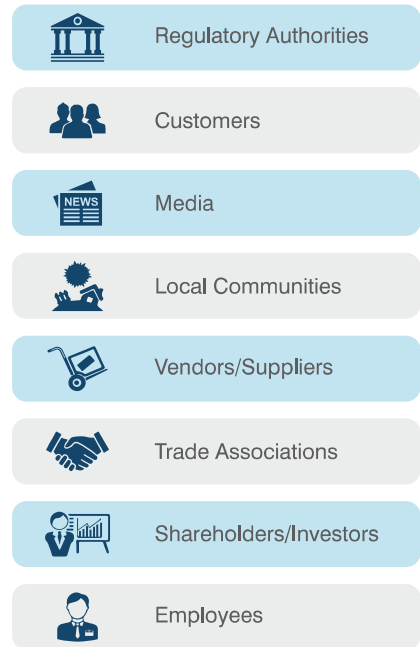 Regulatory Authorities
Customers
NEWS
Media
Local Communities
Vendors/Suppliers
Trade Associations
Shareholders/Investors
Employees